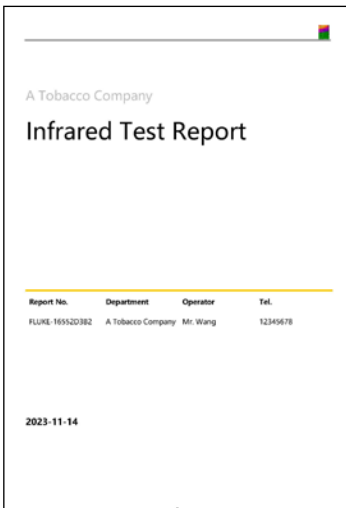 A Tobacco Company
Infrared Test Report
Report No. Department Operator Tel.
FLUKE-16552D3B2 A Tobacco Company Mr. Wang 12345678
2023-11-14